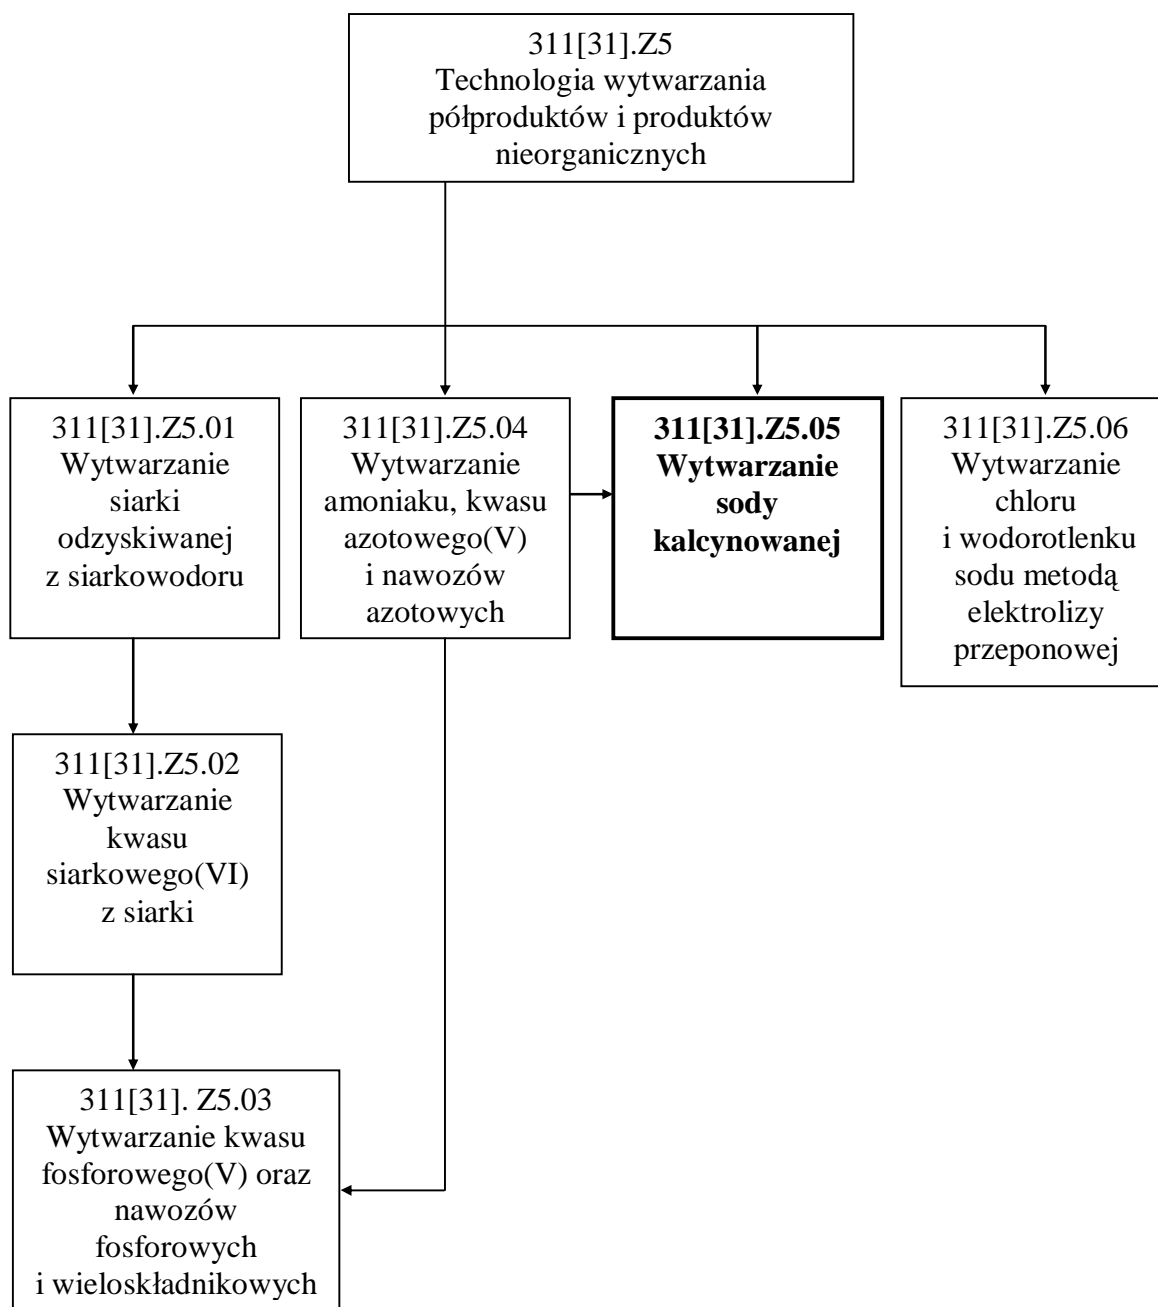 311[31].Z5
Technologia wytwarzania
półproduktów i produktów
nieorganicznych
311[31].Z5.01
Wytwarzanie
siarki
odzyskiwanej
z siarkowodoru
311[31].Z5.04
Wytwarzanie
amoniaku, kwasu
azotowego(V)
i nawozów
azotowych
311[31].Z5.05
Wytwarzanie
sody
kalcynowanej
311[31].Z5.06
Wytwarzanie
chloru
i wodorotlenku
sodu metodą
elektrolizy
przeponowej
311[31].Z5.02
Wytwarzanie
kwasu
siarkowego(VI)
z siarki
311[31]. Z5.03
Wytwarzanie kwasu
fosforowego(V) oraz
nawozów
fosforowych
i wieloskładnikowych